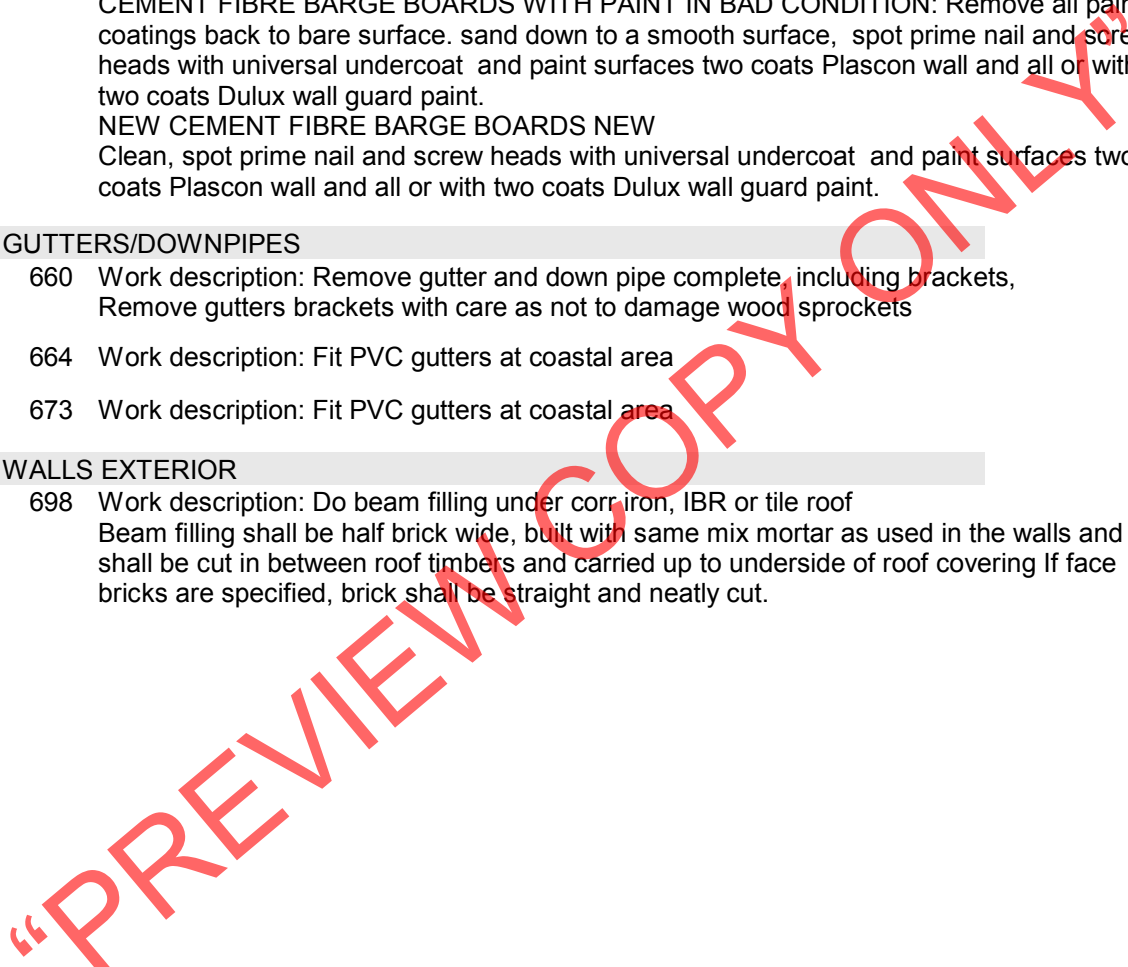 CEMENT FIBRE BARGE BOARDS WITH PAINT IN BAD CONDITION: Remove all
coatings back to bare surface. sand down to a smooth surface,  spot prime nail and
heads with universal undercoat  and paint surfaces two coats Plascon wall and all or with
two coats Dulux wall guard paint.
NEW CEMENT FIBRE BARGE BOARDS NEW
Clean, spot prime nail and screw heads with universal undercoat  and paint surfaces two
coats Plascon wall and all or with two coats Dulux wall guard paint.
GUTTERS/DOWNPIPES
660 Work description: Remove gutter and down pipe complete, including brackets,
Remove gutters brackets with care as not to damage wood sprockets
664 Work description: Fit PVC gutters at coastal area
673 Work description: Fit PVC gutters at coastal area
WALLS EXTERIOR
698 Work description: Do beam filling under corr iron, IBR or tile roof
Beam filling shall be half brick wide, built with same mix mortar as used in the walls and
shall be cut in between roof timbers and carried up to underside of roof covering If face
bricks are specified, brick shall be straight and neatly cut.
“PREVIEW COPY ONLY”